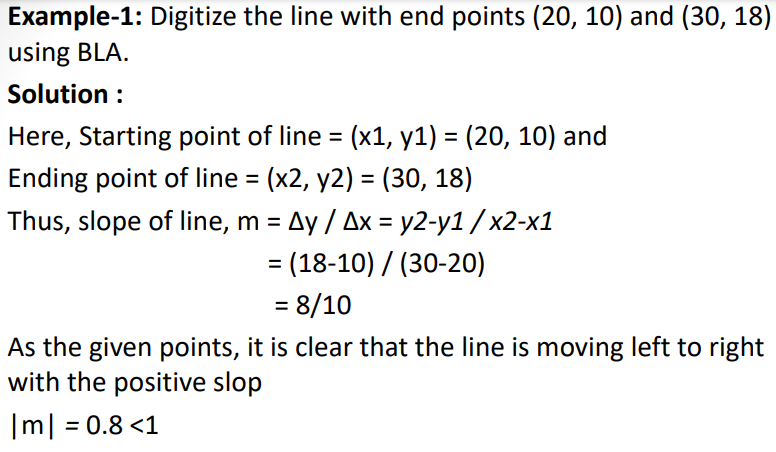 Example-1: Digitize the line with end points (20, 10) and (30, 18)
using BLA.
Solution :
Here, Starting point of line = (x1, y1) = (20, 10) and
Ending point of line = (x2, y2) = (30, 18)
Thus, slope of line, m = Δy / Δx = y2-y1 / x2-x1
= (18-10) / (30-20)
= 8/10
As the given points, it is clear that the line is moving left to right
with the positive slop
|m| = 0.8 <1